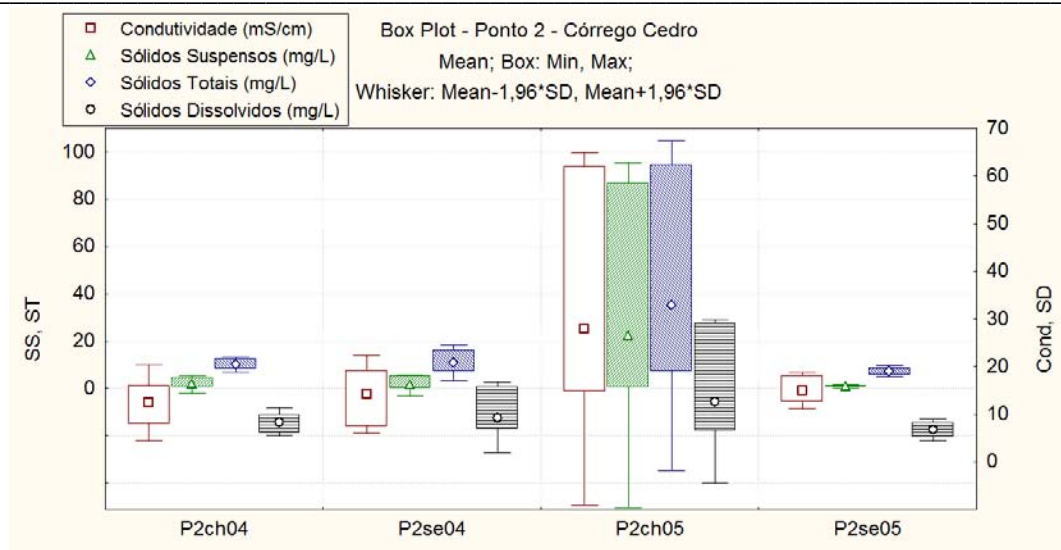 Condutividade (mS/cm)
Sólidos Suspensos (mg/L)
Sólidos Totais (mg/L)
Sólidos Dissolvidos (mg/L)
Box Plot - Ponto 2 - Córrego Cedro
Mean; Box: Min, Max;
Whisker: Mean-1,96*SD, Mean+1,96*SD
100
80
60
40
20
0
SS, ST
70
60
50
40
30
20
10
0
Cond, SD
P2ch04
P2se04
P2ch05
P2se05